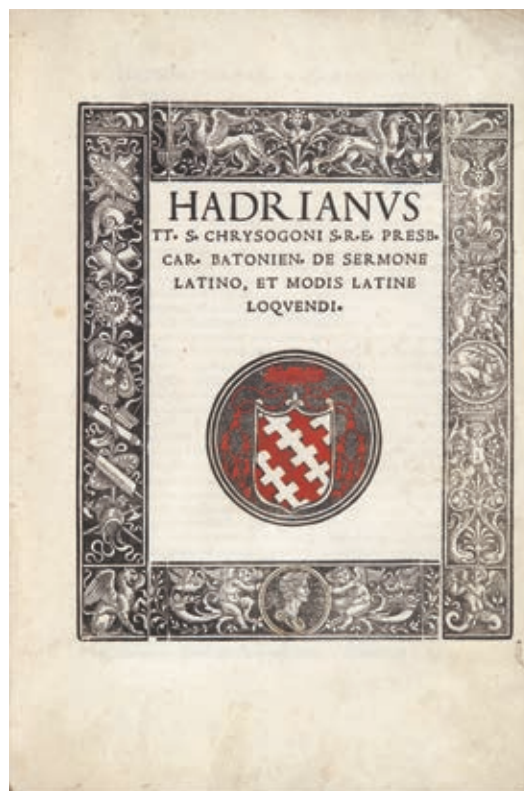 HADRIANVS
TT. S. CHRYSOGONI S.R.E. PRESB.
CAR. BATONIEN. DE SERMONE
LATINO, ET MODIS LATINE
LOQVENDI.